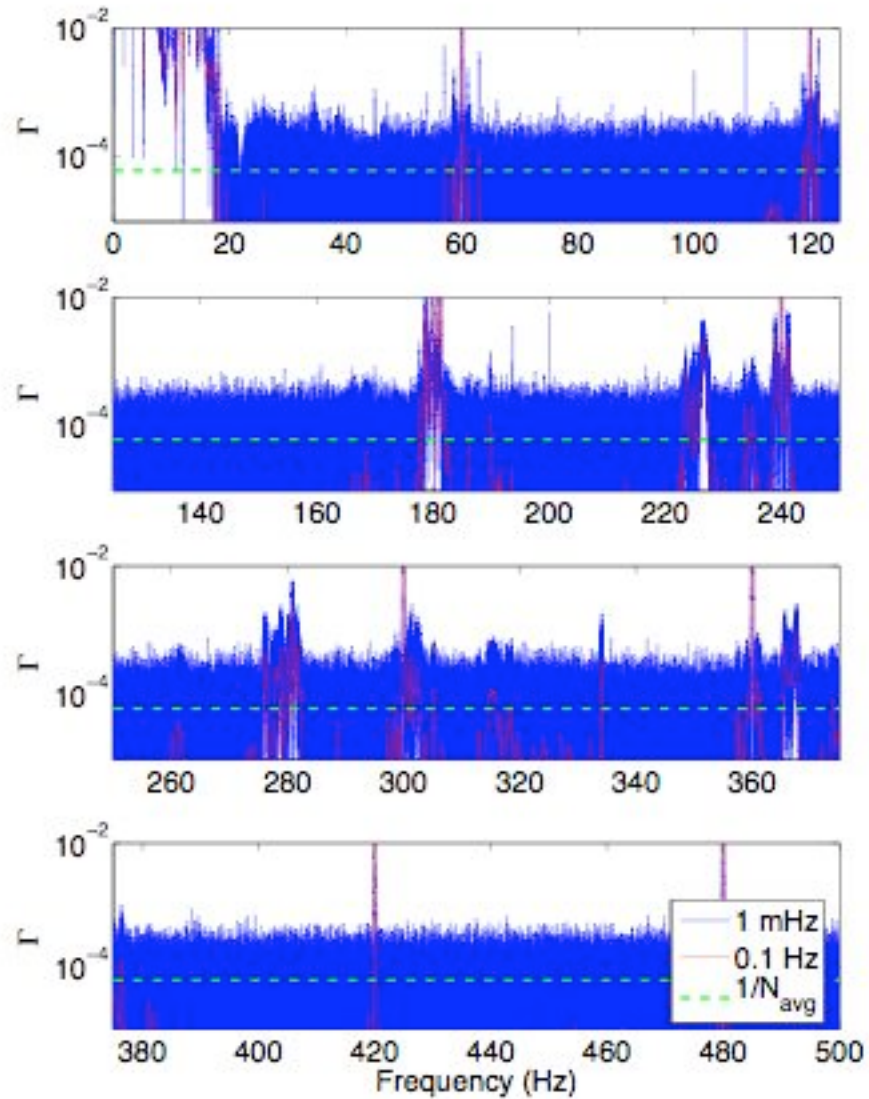 10⁻²
Γ
10⁻⁴
0 20 40 60 80 100 120
10⁻²
Γ
10⁻⁴
140 160 180 200 220 240
10⁻²
Γ
10⁻⁴
260 280 300 320 340 360
10⁻²
Γ
10⁻⁴
1 mHz
0.1 Hz
1/N_avg
380 400 420 440 460 480 500
Frequency (Hz)